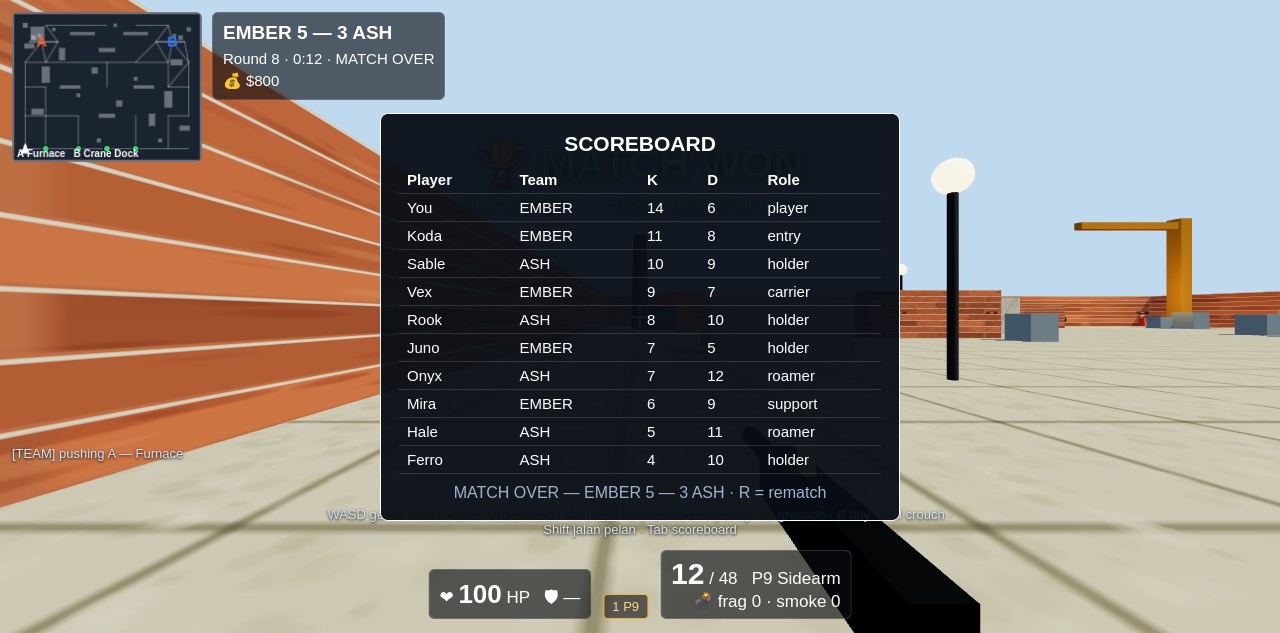 EMBER 5 — 3 ASH
Round 8 · 0:12 · MATCH OVER
💰 $800
A Furnace B Crane Dock
SCOREBOARD
MATCH WON
Player Team K D Role
You EMBER 14 6 player
Koda EMBER 11 8 entry
Sable ASH 10 9 holder
Vex EMBER 9 7 carrier
Rook ASH 8 10 holder
Juno EMBER 7 5 holder
Onyx ASH 7 12 roamer
Mira EMBER 6 9 support
Hale ASH 5 11 roamer
Ferro ASH 4 10 holder
MATCH OVER — EMBER 5 — 3 ASH · R = rematch
[TEAM] pushing A — Furnace
WASD grenade · B crouch
Shift jalan pelan · Tab scoreboard
❤ 100 HP 🛡 —
1 P9
12 / 48 P9 Sidearm
💣 frag 0 · smoke 0